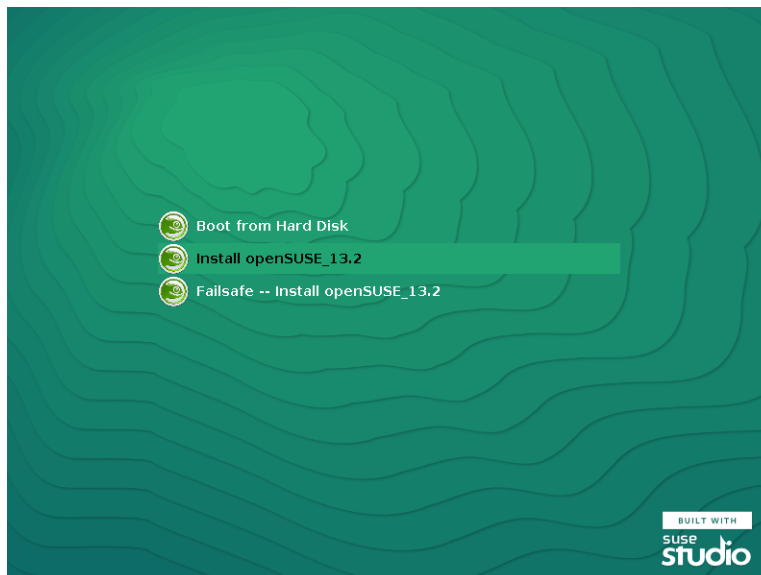 Boot from Hard Disk
Install openSUSE_13.2
Failsafe -- Install openSUSE_13.2
BUILT WITH
suse
studio